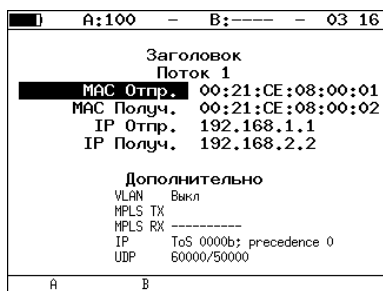 A:100 – B:---- – 03 16
Заголовок
Поток 1
MAC Отпр. 00:21:CE:08:00:01
MAC Получ. 00:21:CE:08:00:02
IP Отпр. 192.168.1.1
IP Получ. 192.168.2.2
Дополнительно
VLAN Выкл
MPLS TX
MPLS RX ----------
IP ToS 0000b; precedence 0
UDP 60000/50000
A B